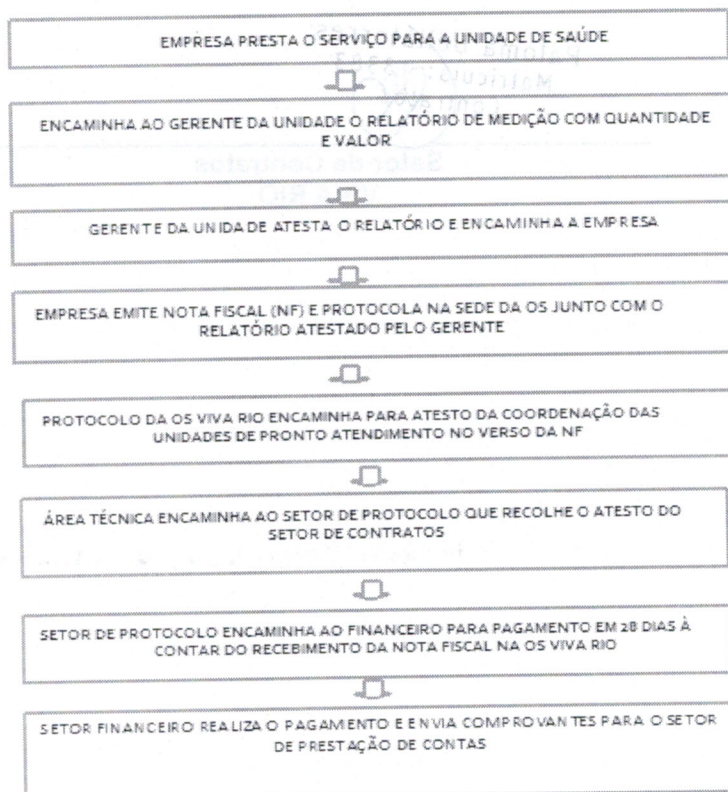 EMPRESA PRESTA O SERVIÇO PARA A UNIDADE DE SAÚDE
ENCAMINHA AO GERENTE DA UNIDADE O RELATÓRIO DE MEDIÇÃO COM QUANTIDADE
E VALOR
GERENTE DA UNIDADE ATESTA O RELATÓRIO E ENCAMINHA A EMPRESA
EMPRESA EMITE NOTA FISCAL (NF) E PROTOCOLA NA SEDE DA OS JUNTO COM O
RELATÓRIO ATESTADO PELO GERENTE
PROTOCOLO DA OS VIVA RIO ENCAMINHA PARA ATESTO DA COORDENAÇÃO DAS
UNIDADES DE PRONTO ATENDIMENTO NO VERSO DA NF
ÁREA TÉCNICA ENCAMINHA AO SETOR DE PROTOCOLO QUE RECOLHE O ATESTO DO
SETOR DE CONTRATOS
SETOR DE PROTOCOLO ENCAMINHA AO FINANCEIRO PARA PAGAMENTO EM 28 DIAS À
CONTAR DO RECEBIMENTO DA NOTA FISCAL NA OS VIVA RIO
SETOR FINANCEIRO REALIZA O PAGAMENTO E ENVIA COMPROVANTES PARA O SETOR
DE PRESTAÇÃO DE CONTAS